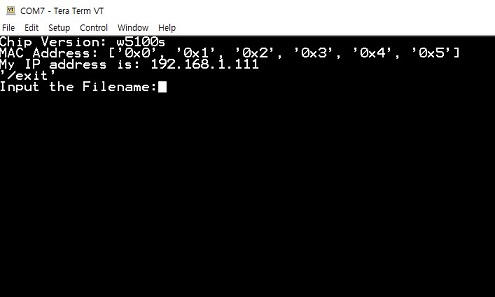 COM7 - Tera Term VT
File Edit Setup Control Window Help
Chip Version: w5100s
MAC Address: ['0x0', '0x1', '0x2', '0x3', '0x4', '0x5']
My IP address is: 192.168.1.111
'/exit'
Input the Filename: